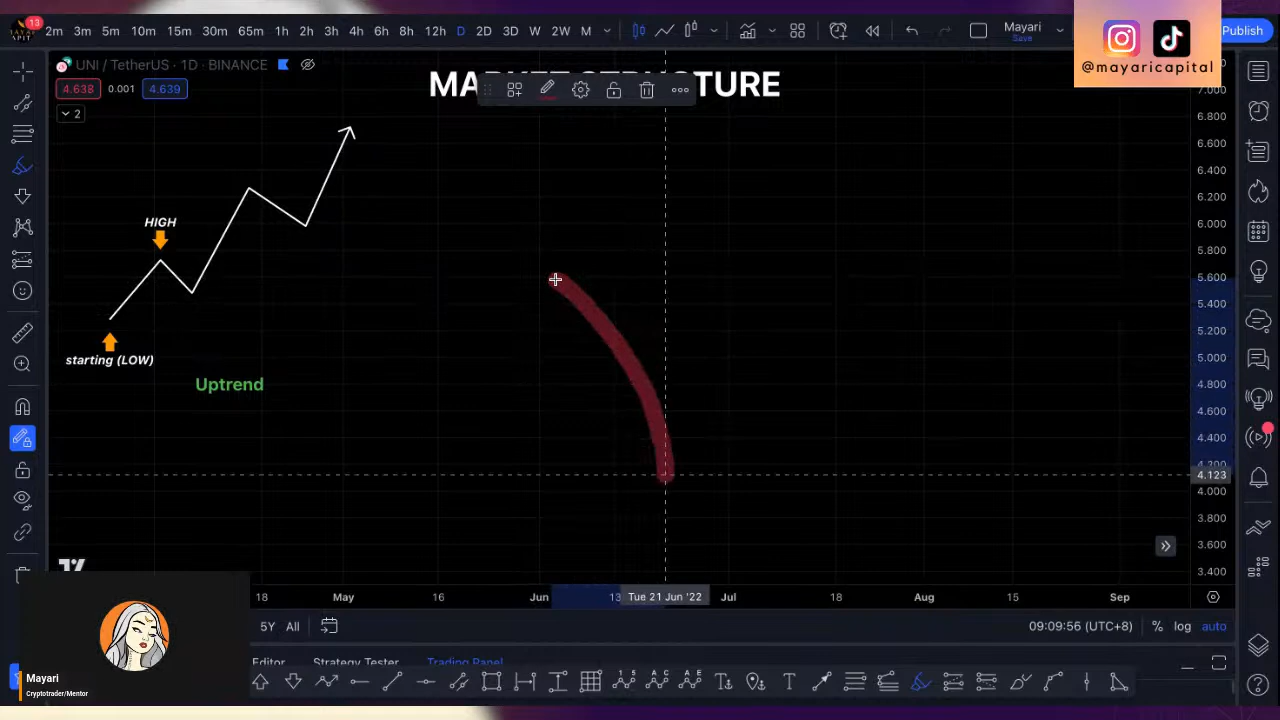 13
2m 3m 5m 10m 15m 30m 65m 1h 2h 3h 4h 6h 8h 12h D 2D 3D W 2W M
Mayari
Save
Publish
@mayaricapital
UNI / TetherUS · 1D · BINANCE
4.638 0.001 4.639
2
7.000
6.800
6.600
6.400
6.200
6.000
5.800
5.600
5.400
5.200
5.000
4.800
4.600
4.400
4.200
4.123
4.000
3.800
3.600
3.400
HIGH
starting (LOW)
Uptrend
18 May 16 Jun 13 Tue 21 Jun '22 Jul 18 Aug 15 Sep
5Y All
09:09:56 (UTC+8) % log auto
Editor Strategy Tester Trading Panel
Mayari
Cryptotrader/Mentor